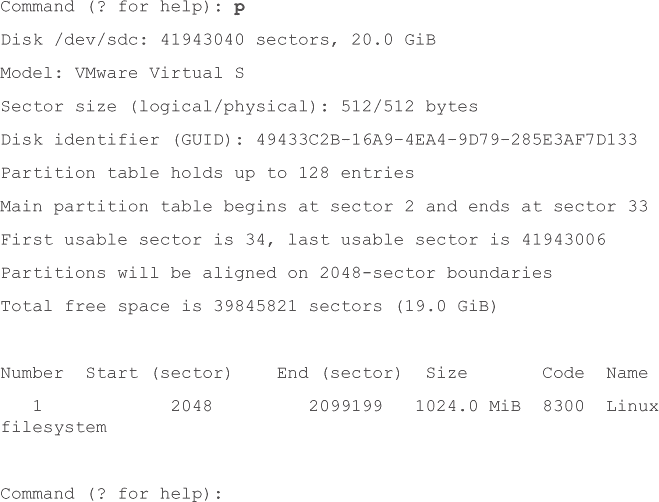 Command (? for help): p
Disk /dev/sdc: 41943040 sectors, 20.0 GiB
Model: VMware Virtual S
Sector size (logical/physical): 512/512 bytes
Disk identifier (GUID): 49433C2B-16A9-4EA4-9D79-285E3AF7D133
Partition table holds up to 128 entries
Main partition table begins at sector 2 and ends at sector 33
First usable sector is 34, last usable sector is 41943006
Partitions will be aligned on 2048-sector boundaries
Total free space is 39845821 sectors (19.0 GiB)
Number  Start (sector)    End (sector)  Size       Code  Name
   1            2048         2099199   1024.0 MiB  8300  Linux
filesystem
Command (? for help):